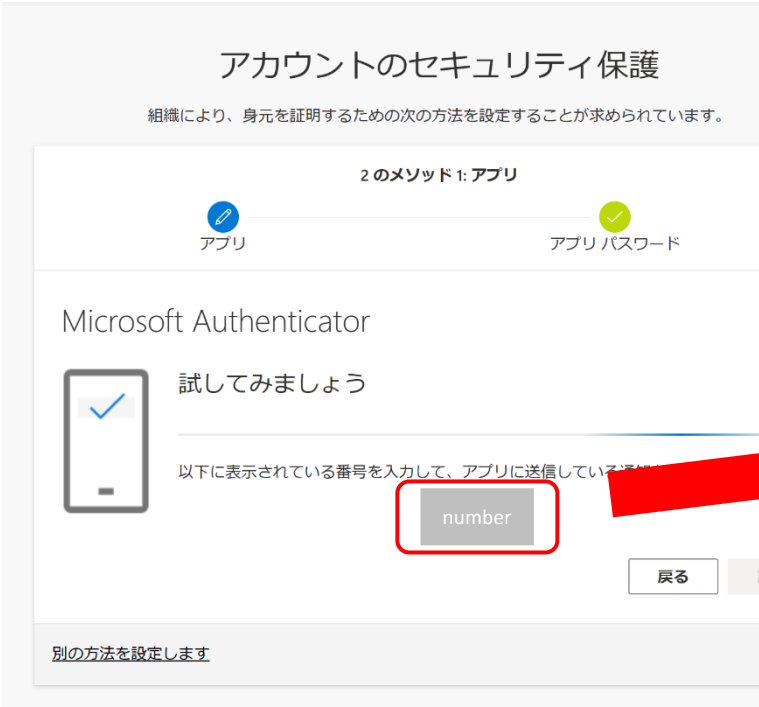 アカウントのセキュリティ保護
組織により、身元を証明するための次の方法を設定することが求められています。
2 のメソッド 1: アプリ
アプリ
アプリ パスワード
Microsoft Authenticator
試してみましょう
以下に表示されている番号を入力して、アプリに送信している
number
戻る
別の方法を設定します